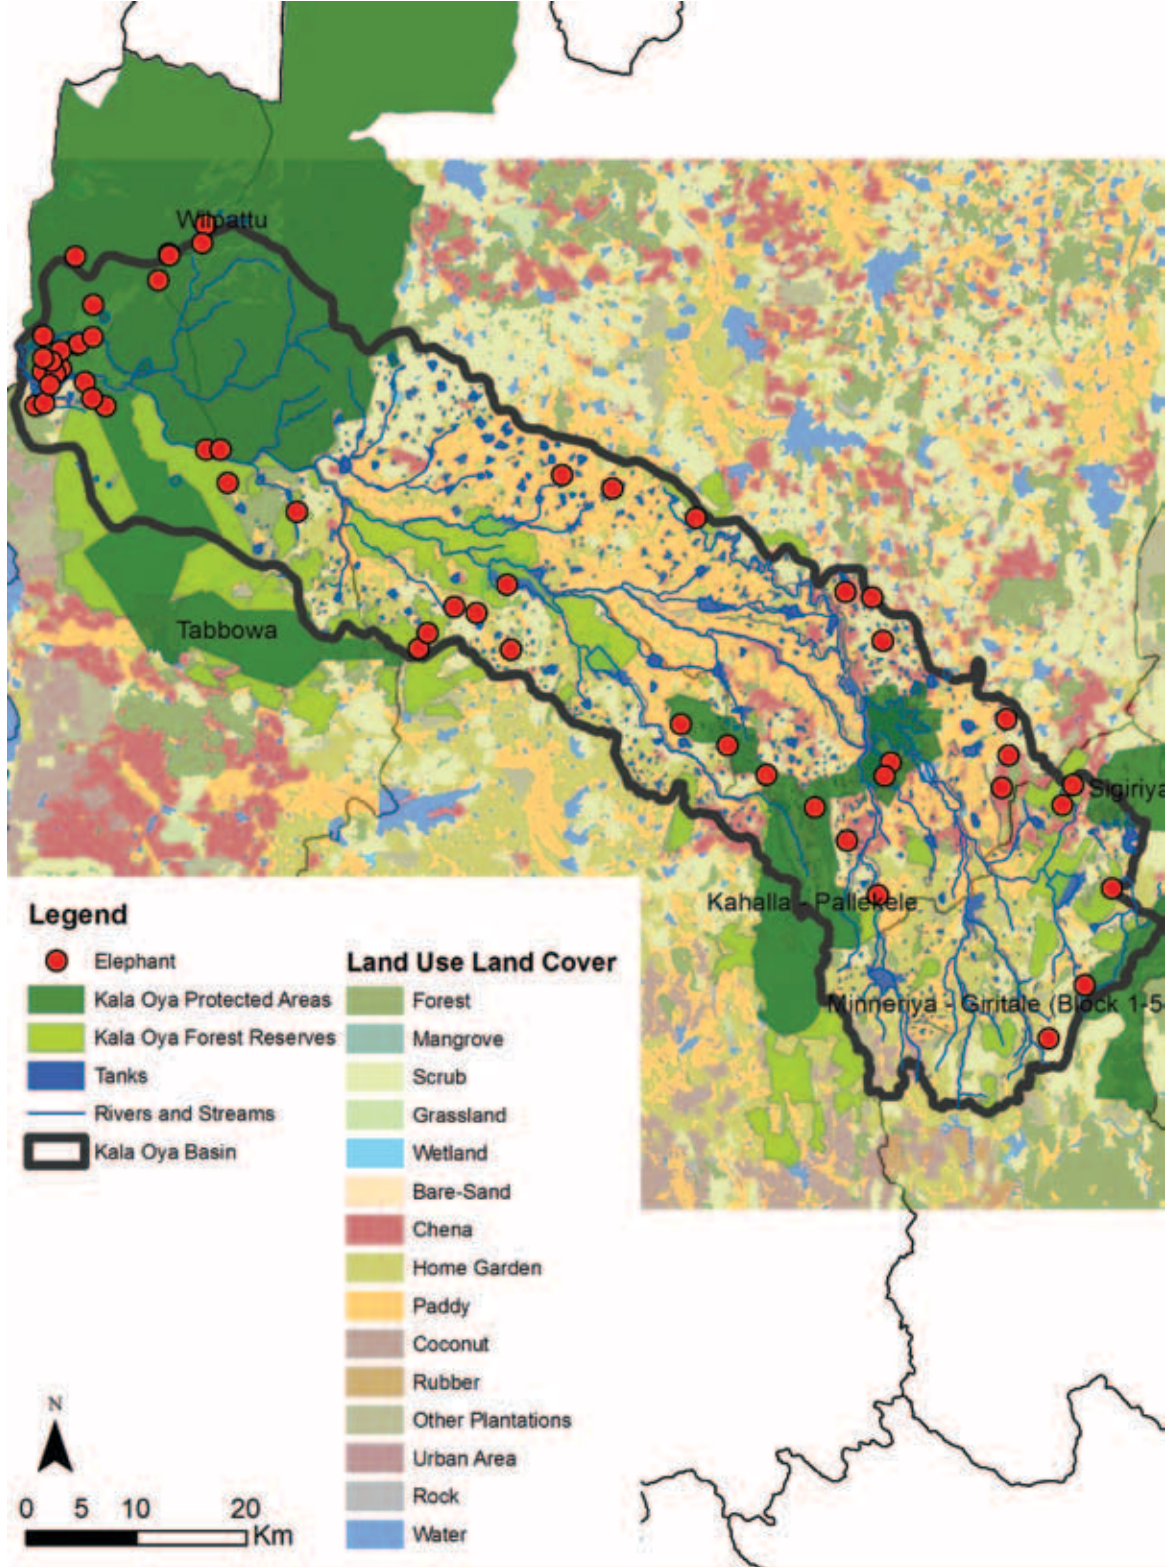 Wilpattu
Tabbowa
Sigiriya
Kahalla - Pallekele
Minneriya - Giritale (Block 1-5
Legend
Elephant
Kala Oya Protected Areas
Kala Oya Forest Reserves
Tanks
Rivers and Streams
Kala Oya Basin
Land Use Land Cover
Forest
Mangrove
Scrub
Grassland
Wetland
Bare-Sand
Chena
Home Garden
Paddy
Coconut
Rubber
Other Plantations
Urban Area
Rock
Water
N
0 5 10 20
Km